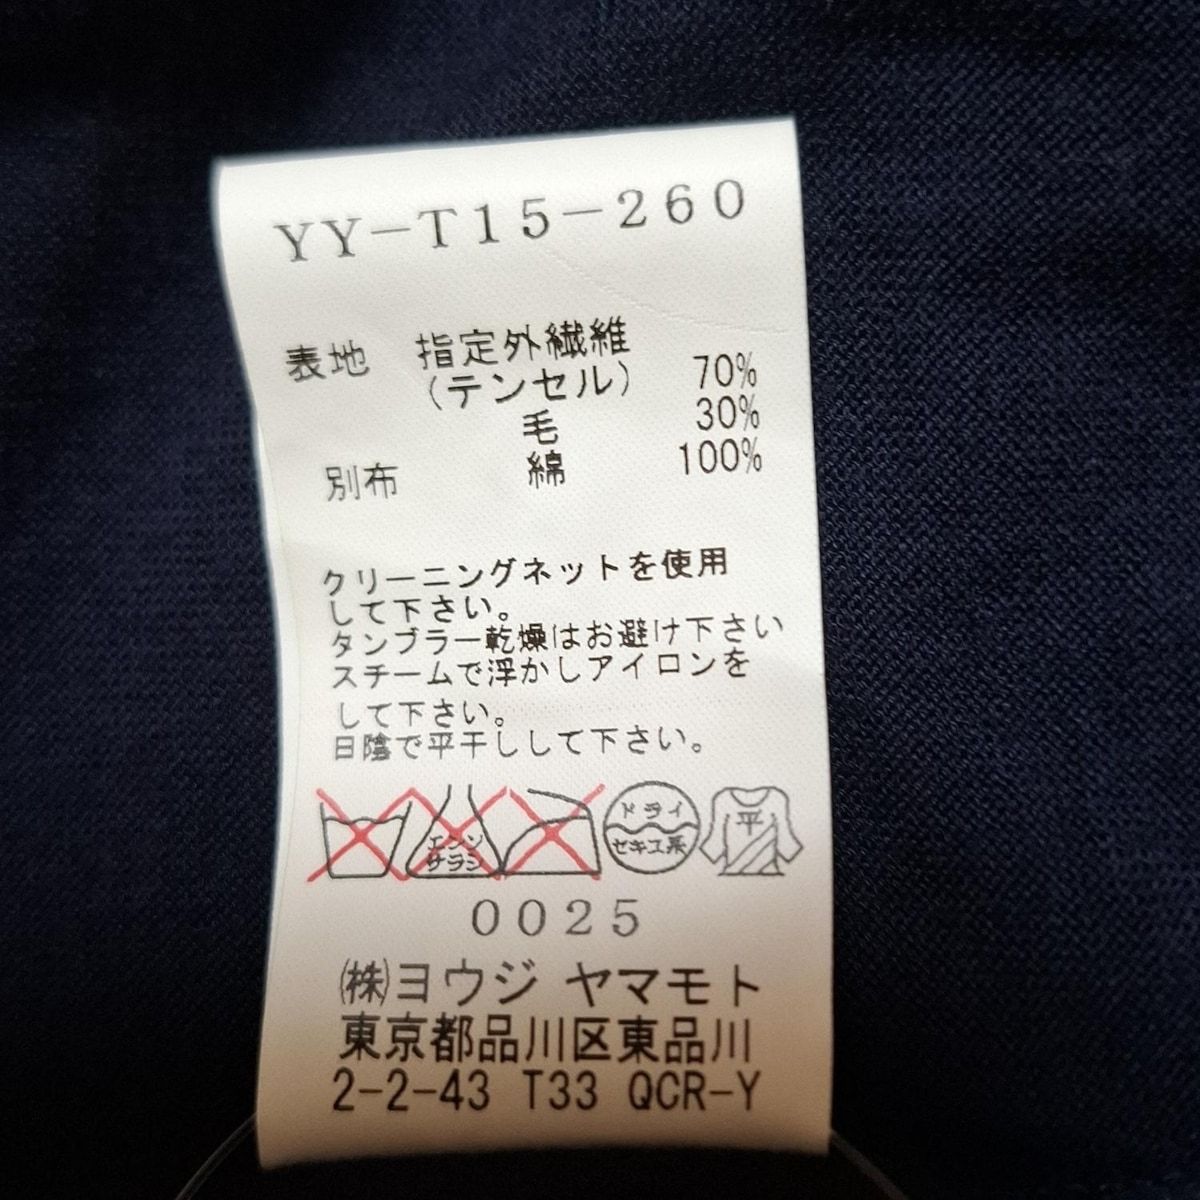 YY-T15-260
表地 指定外繊維
(テンセル) 70%
毛 30%
別布 綿 100%
クリーニングネットを使用
して下さい。
タンブラー乾燥はお避け下さい
スチームで浮かしアイロンを
して下さい。
日陰で平干しして下さい。
エンソ
サラシ
ドライ
セキユ系
平
0025
㈱ヨウジ ヤマモト
東京都品川区東品川
2-2-43 T33 QCR-Y